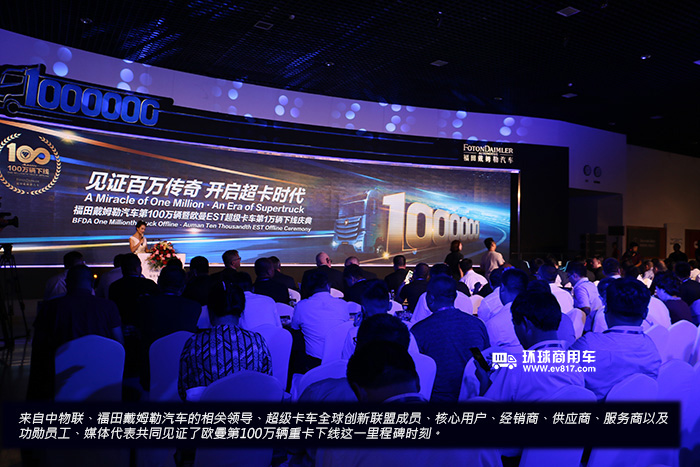 1000000
FOTONDAIMLER
福田戴姆勒汽车
100
100万辆下线
见证百万传奇 开启超卡时代
A Miracle of One Million · An Era of Supertruck
福田戴姆勒汽车第100万辆暨欧曼EST超级卡车第1万辆下线庆典
BFDA One Millionth Truck Offline · Auman Ten Thousandth EST Offline Ceremony
1000000
环球商用车
www.ev817.com
来自中物联、福田戴姆勒汽车的相关领导、超级卡车全球创新联盟成员、核心用户、经销商、供应商、服务商以及
功勋员工、媒体代表共同见证了欧曼第100万辆重卡下线这一里程碑时刻。